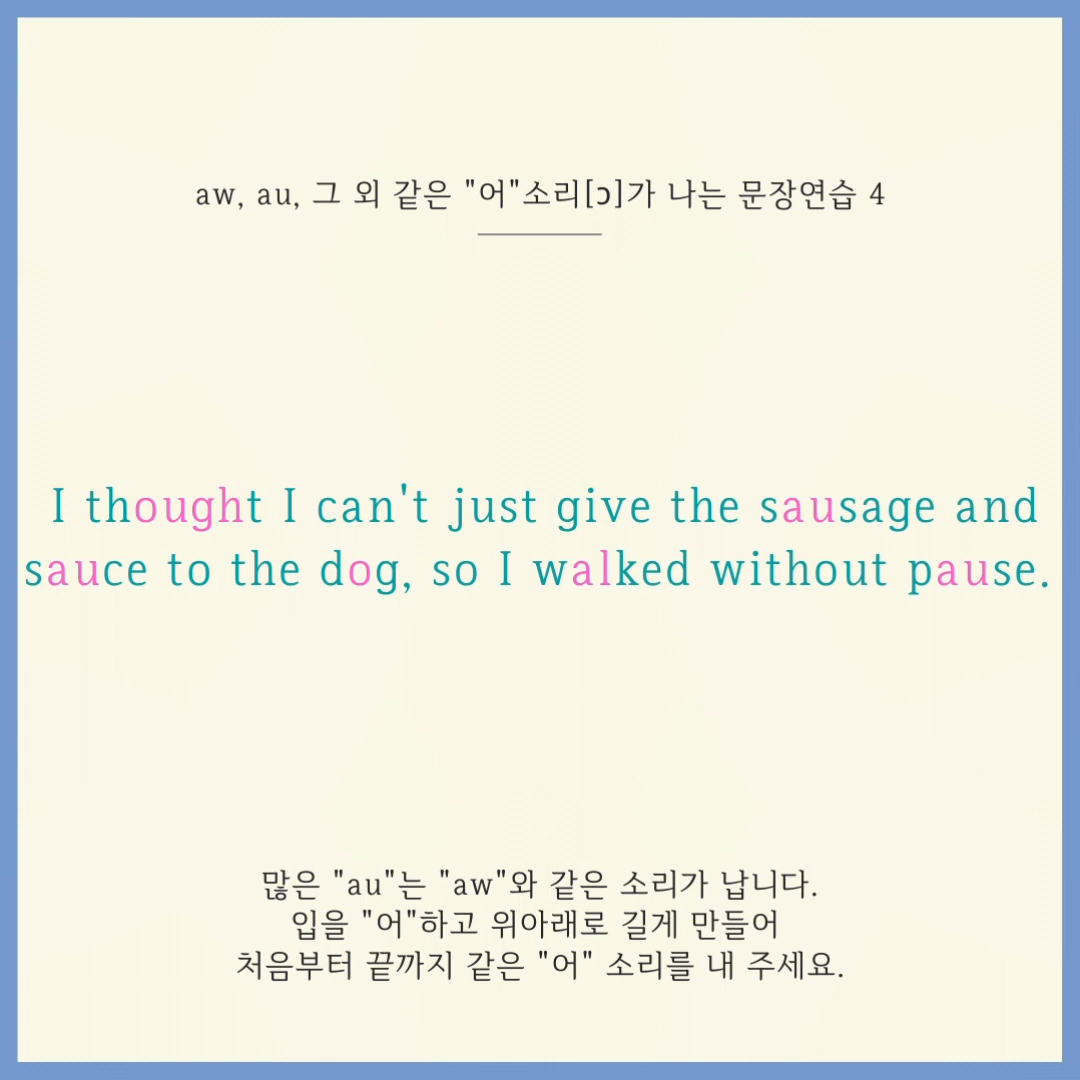 aw, au, 그 외 같은 "어"소리[ɔ]가 나는 문장연습 4
I thought I can't just give the sausage and
sauce to the dog, so I walked without pause.
많은 "au"는 "aw"와 같은 소리가 납니다.
입을 "어"하고 위아래로 길게 만들어
처음부터 끝까지 같은 "어" 소리를 내 주세요.